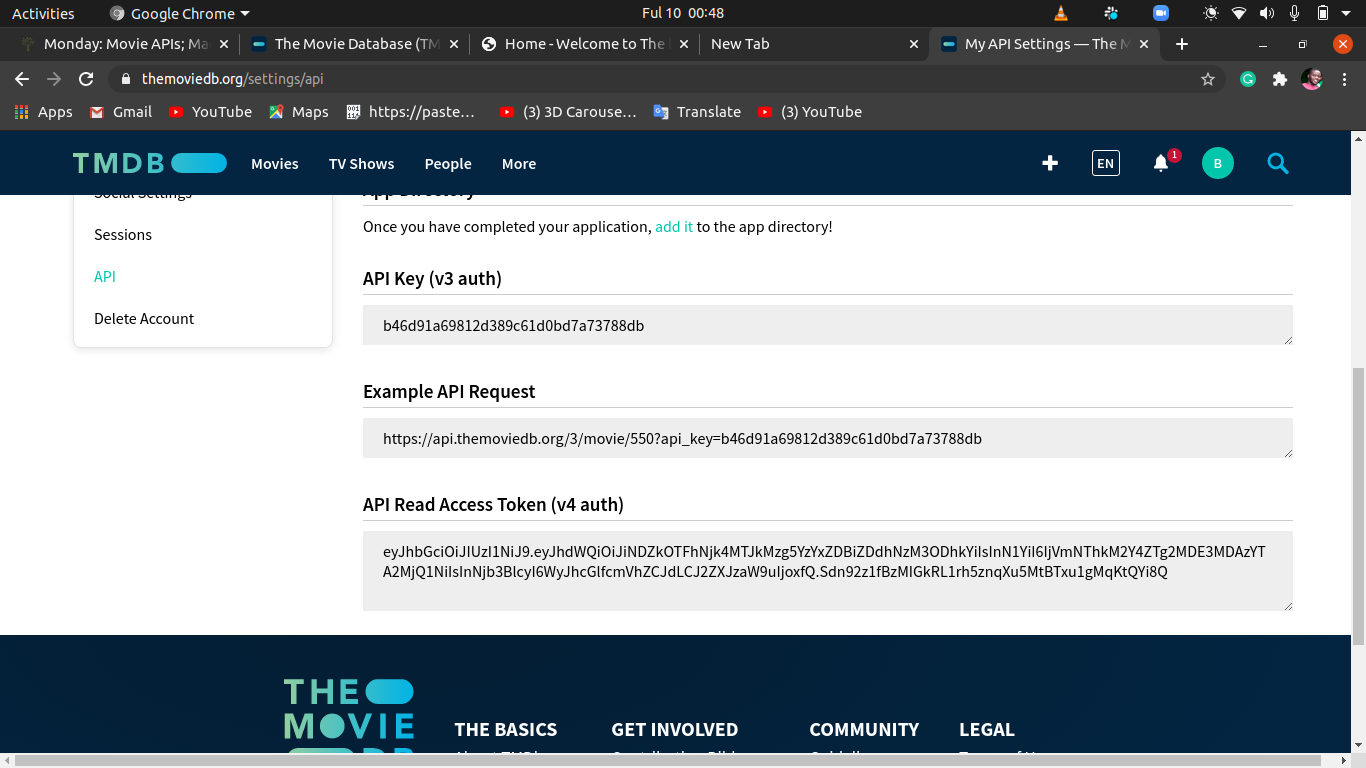 Activities Google Chrome Ful 10 00:48
Monday: Movie APIs; Ma The Movie Database (TM Home - Welcome to The New Tab My API Settings — The M
themoviedb.org/settings/api
Apps Gmail YouTube Maps https://paste... (3) 3D Carouse... Translate (3) YouTube
TMDB Movies TV Shows People More EN 1 B
Social Settings
App Directory
Once you have completed your application, add it to the app directory!
Sessions
API
API Key (v3 auth)
Delete Account
b46d91a69812d389c61d0bd7a73788db
Example API Request
https://api.themoviedb.org/3/movie/550?api_key=b46d91a69812d389c61d0bd7a73788db
API Read Access Token (v4 auth)
eyJhbGciOiJIUzI1NiJ9.eyJhdWQiOiJiNDZkOTFhNjk4MTJkMzg5YzYxZDBiZDdhNzM3ODhkYiIsInN1YiI6IjVmNThkM2Y4ZTg2MDE3MDAzYT
A2MjQ1NiIsInNjb3BlcyI6WyJhcGlfcmVhZCJdLCJ2ZXJzaW9uIjoxfQ.Sdn92z1fBzMIGkRL1rh5znqXu5MtBTxu1gMqKtQYi8Q
THE
MOVIE
DB
THE BASICS GET INVOLVED COMMUNITY LEGAL